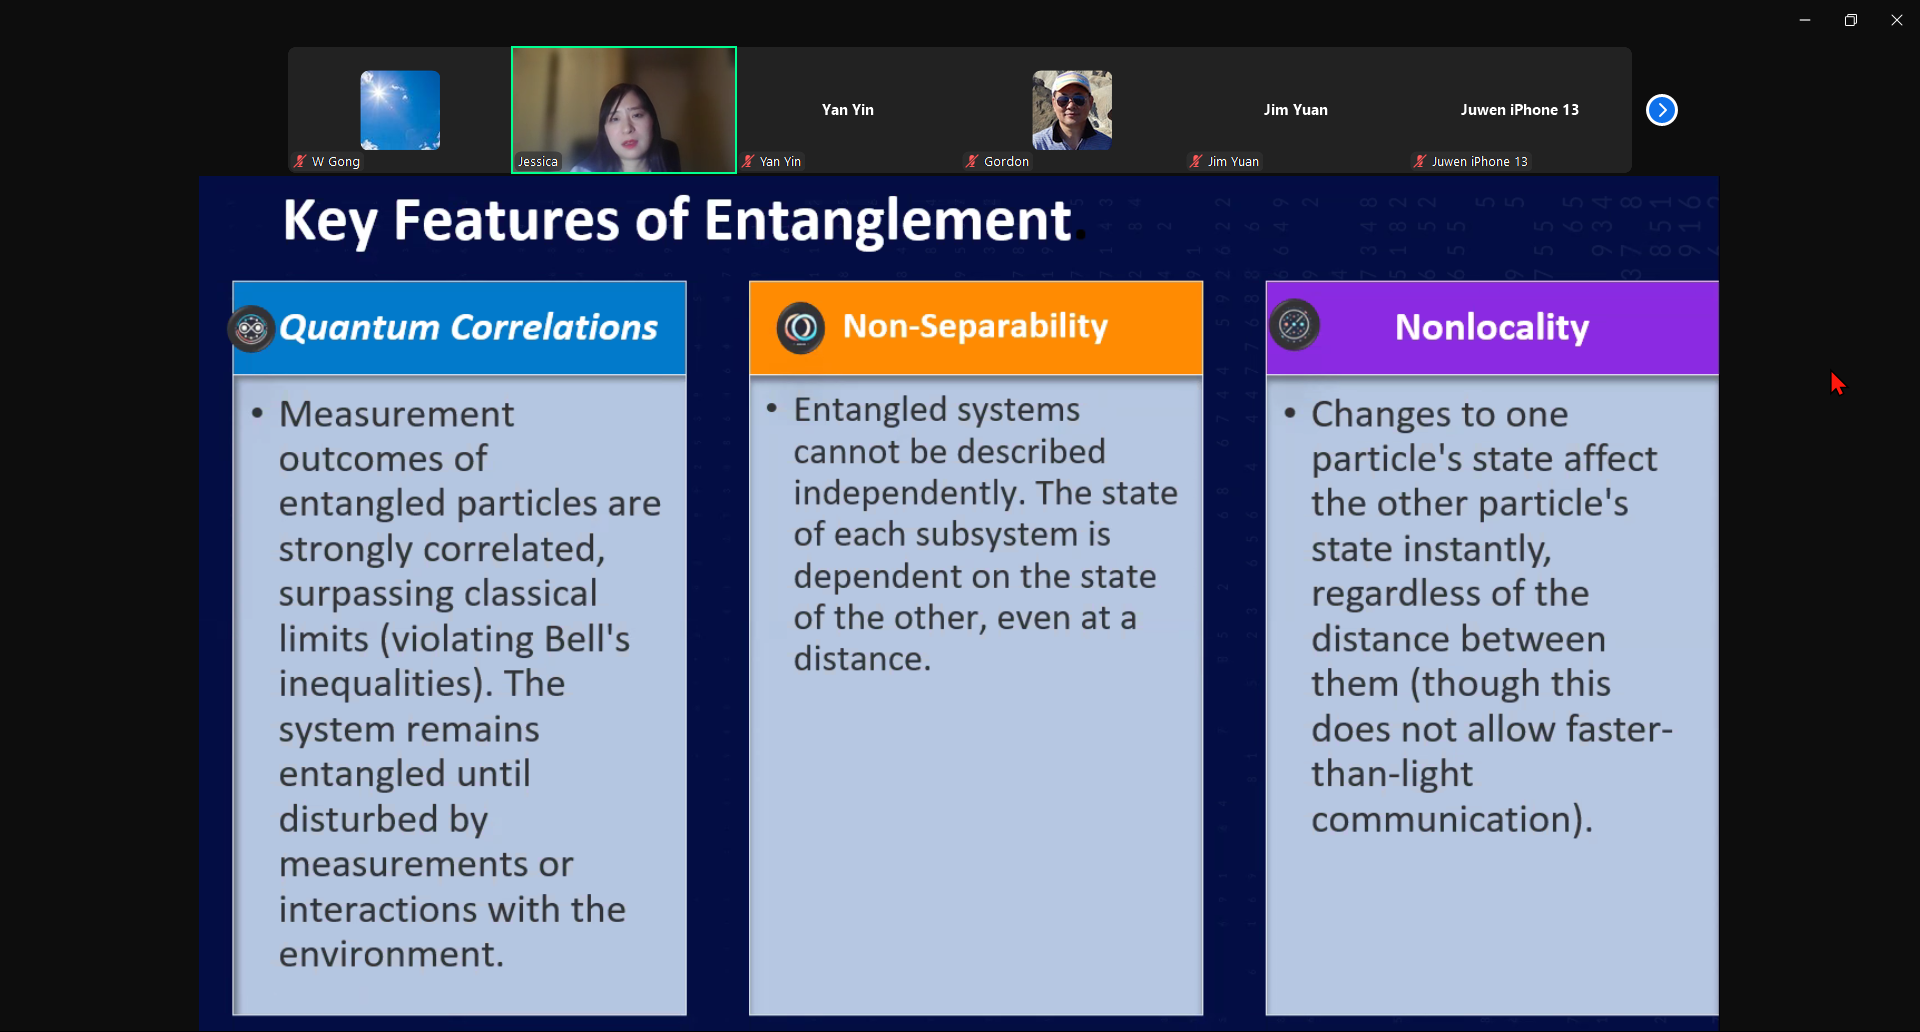 Yan Yin
Jim Yuan
Juwen iPhone 13
W Gong
Jessica
Yan Yin
Gordon
Jim Yuan
Juwen iPhone 13
Key Features of Entanglement.
Quantum Correlations
• Measurement
outcomes of
entangled particles are
strongly correlated,
surpassing classical
limits (violating Bell's
inequalities). The
system remains
entangled until
disturbed by
measurements or
interactions with the
environment.
Non-Separability
• Entangled systems
cannot be described
independently. The state
of each subsystem is
dependent on the state
of the other, even at a
distance.
Nonlocality
• Changes to one
particle's state affect
the other particle's
state instantly,
regardless of the
distance between
them (though this
does not allow faster-
than-light
communication).